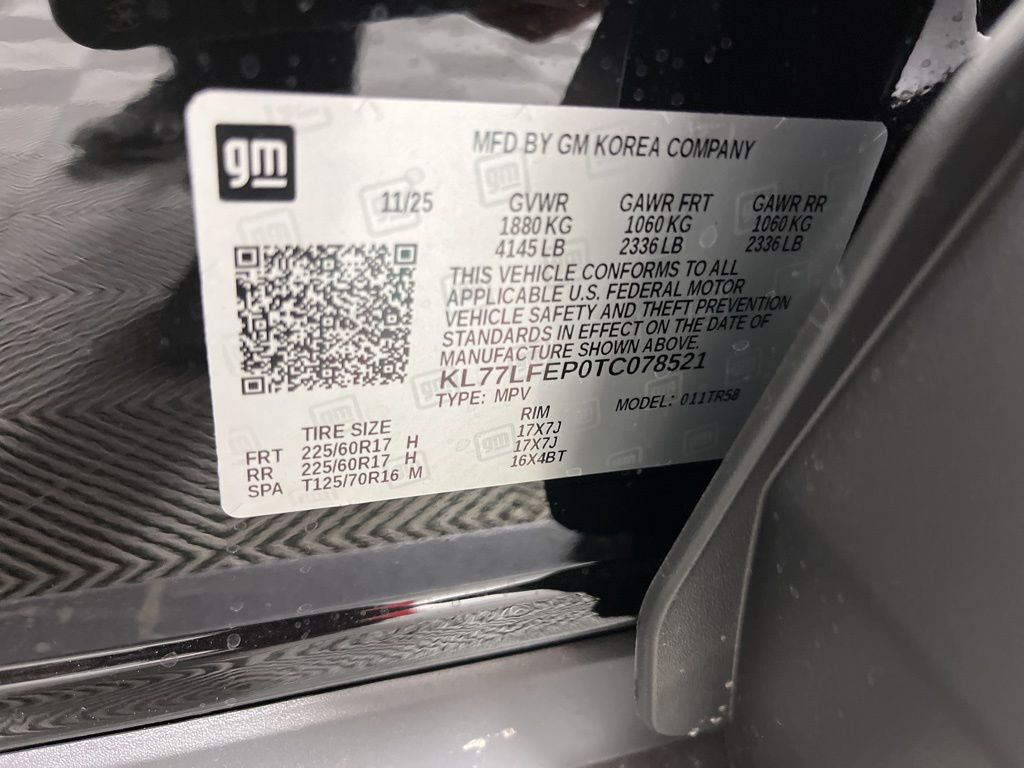 gm
MFD BY GM KOREA COMPANY
11/25 GVWR GAWR FRT GAWR RR
1880 KG 1060 KG 1060 KG
4145 LB 2336 LB 2336 LB
THIS VEHICLE CONFORMS TO ALL
APPLICABLE U.S. FEDERAL MOTOR
VEHICLE SAFETY AND THEFT PREVENTION
STANDARDS IN EFFECT ON THE DATE OF
MANUFACTURE SHOWN ABOVE.
KL77LFEP0TC078521
TYPE: MPV MODEL: 011TR58
TIRE SIZE RIM
FRT 225/60R17 H 17X7J
RR 225/60R17 H 17X7J
SPA T125/70R16 M 16X4BT